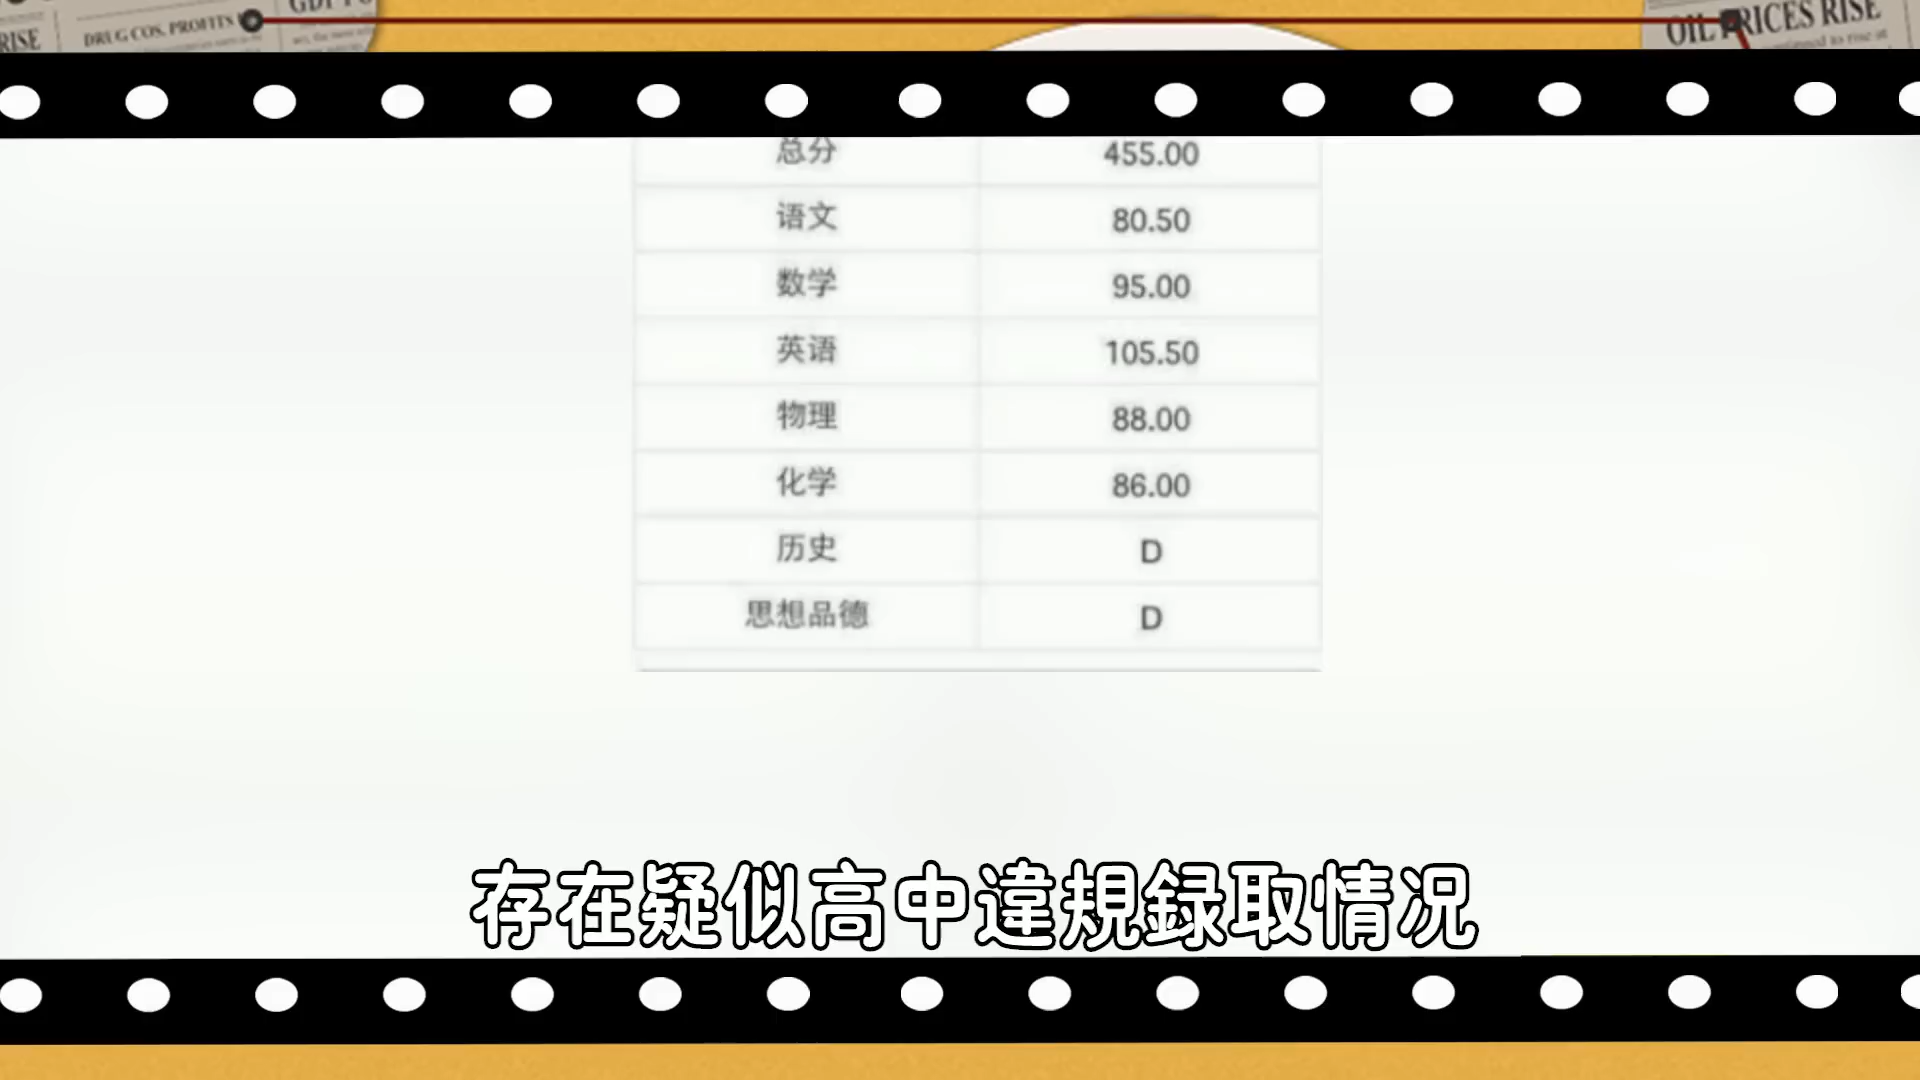 RISE
DRUG COS. PROFITS
OIL PRICES RISE
总分 455.00
语文 80.50
数学 95.00
英语 105.50
物理 88.00
化学 86.00
历史 D
思想品德 D
存在疑似高中違規録取情况